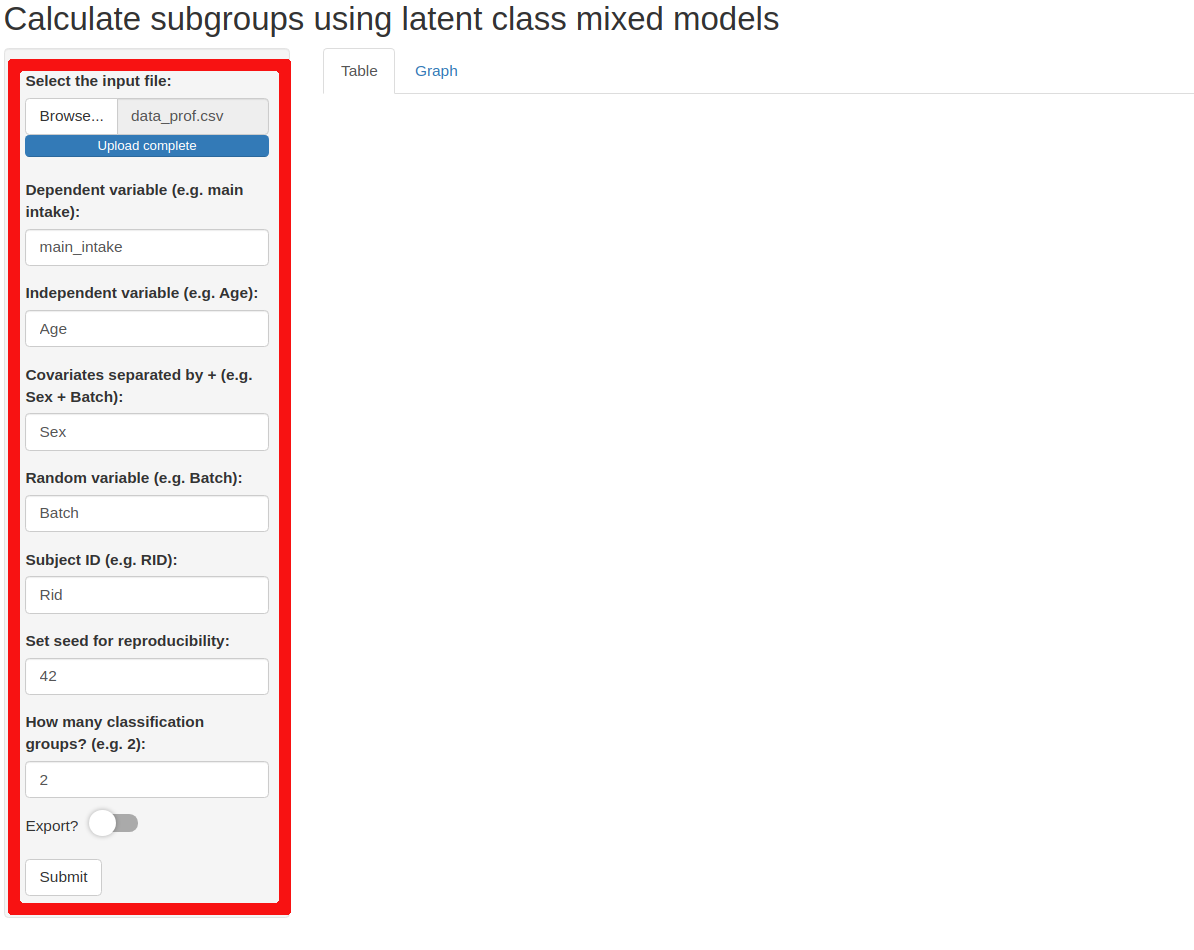 Calculate subgroups using latent class mixed models
Select the input file:
Browse... data_prof.csv
Upload complete
Dependent variable (e.g. main
intake):
main_intake
Independent variable (e.g. Age):
Age
Covariates separated by + (e.g.
Sex + Batch):
Sex
Random variable (e.g. Batch):
Batch
Subject ID (e.g. RID):
Rid
Set seed for reproducibility:
42
How many classification
groups? (e.g. 2):
2
Export?
Submit
Table Graph